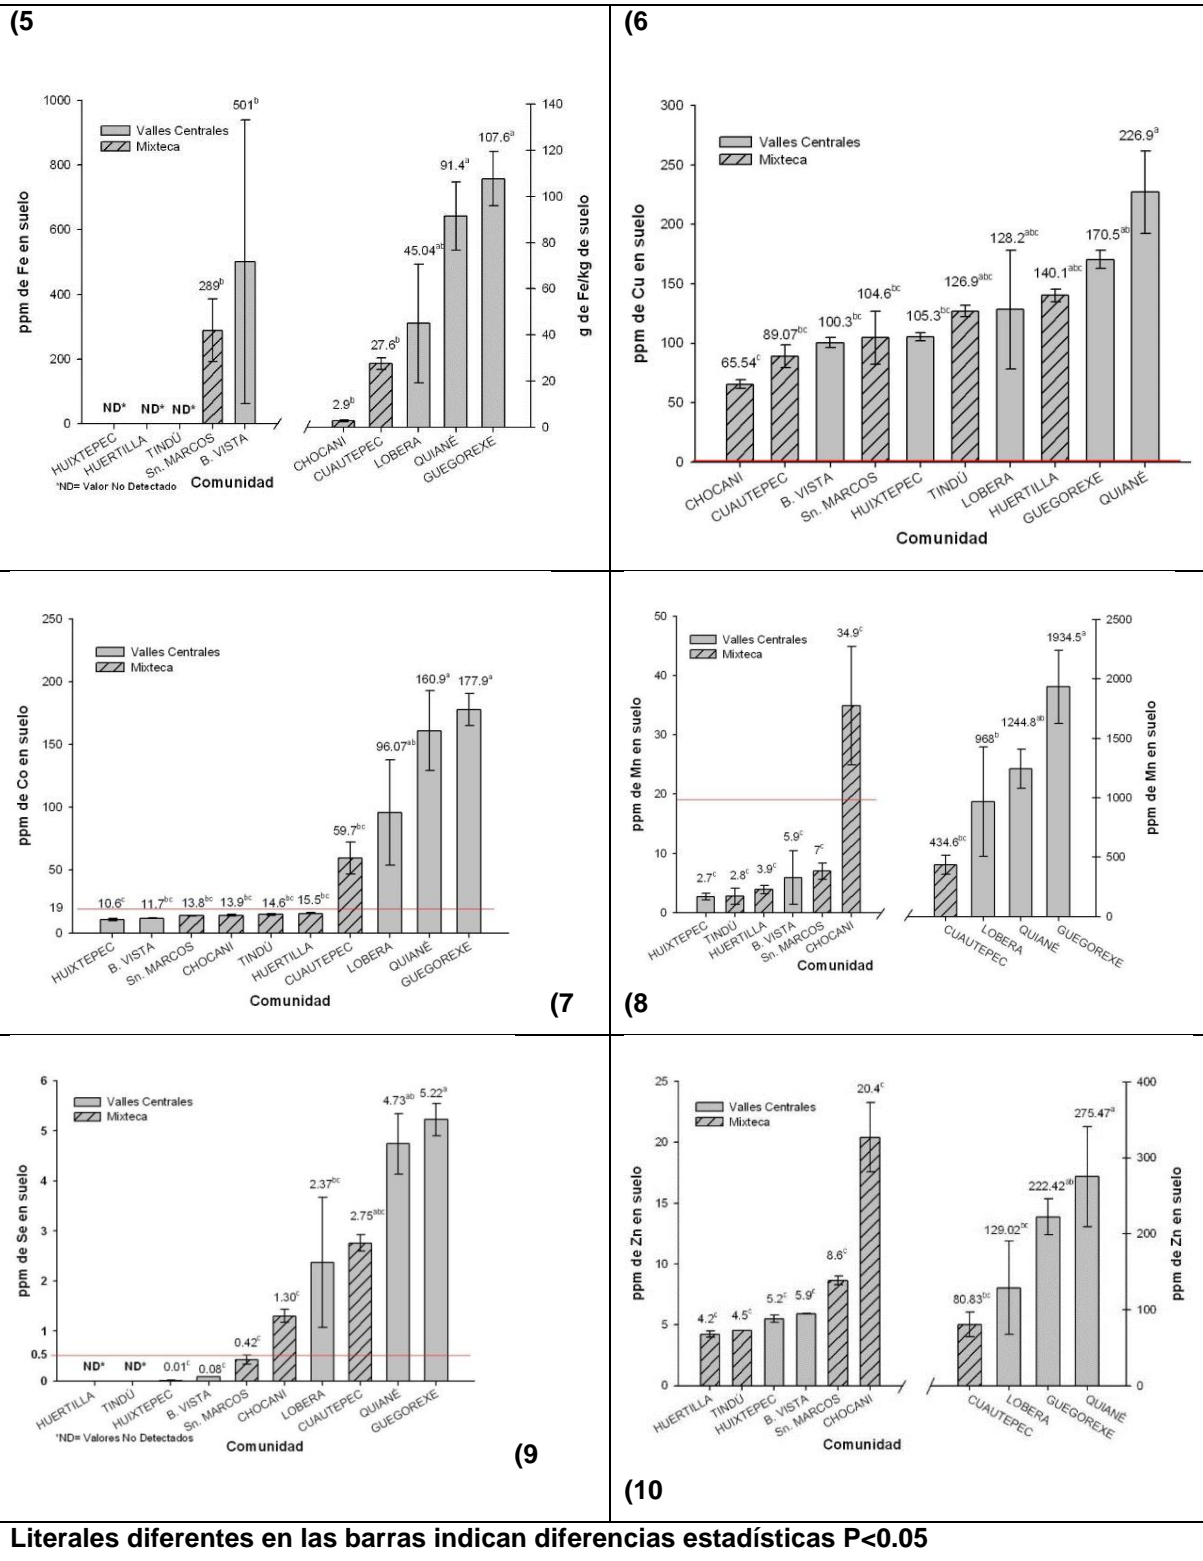 (5
1000
800
600
400
200
0
ppm de Fe en suelo
Valles Centrales
Mixteca
ND*
ND*
ND*
289b
501b
2.9b
27.6b
45.04ab
91.4a
107.6a
140
120
100
80
60
40
20
0
g de Fe/kg de suelo
HUIXTEPEC
HUERTILLA
TINDÚ
Sn. MARCOS
B. VISTA
CHOCANI
CUAUTEPEC
LOBERA
QUIANÉ
GUEGOREXE
*ND= Valor No Detectado
Comunidad
(6
300
250
200
150
100
50
0
ppm de Cu en suelo
Valles Centrales
Mixteca
65.54c
89.07bc
100.3bc
104.6bc
105.3bc
126.9abc
128.2abc
140.1abc
170.5ab
226.9a
CHOCANI
CUAUTEPEC
B. VISTA
Sn. MARCOS
HUIXTEPEC
TINDÚ
LOBERA
HUERTILLA
GUEGOREXE
QUIANÉ
Comunidad
250
200
150
100
50
19
0
ppm de Co en suelo
Valles Centrales
Mixteca
10.6c
11.7bc
13.8bc
13.9bc
14.6bc
15.5bc
59.7bc
96.07ab
160.9a
177.9a
HUIXTEPEC
B. VISTA
Sn. MARCOS
CHOCANI
TINDÚ
HUERTILLA
CUAUTEPEC
LOBERA
QUIANÉ
GUEGOREXE
Comunidad
(7
50
40
30
20
10
0
ppm de Mn en suelo
Valles Centrales
Mixteca
2.7c
2.8c
3.9c
5.9c
7c
34.9c
434.6bc
968b
1244.8ab
1934.5a
2500
2000
1500
1000
500
0
ppm de Mn en suelo
HUIXTEPEC
TINDÚ
HUERTILLA
B. VISTA
Sn. MARCOS
CHOCANI
CUAUTEPEC
LOBERA
QUIANÉ
GUEGOREXE
Comunidad
(8
6
5
4
3
2
1
0.5
0
ppm de Se en suelo
Valles Centrales
Mixteca
ND*
ND*
0.01c
0.08c
0.42c
1.30c
2.37bc
2.75abc
4.73ab
5.22a
HUERTILLA
TINDÚ
HUIXTEPEC
B. VISTA
Sn. MARCOS
CHOCANI
LOBERA
CUAUTEPEC
QUIANÉ
GUEGOREXE
*ND= Valores No Detectados
Comunidad
(9
25
20
15
10
5
0
ppm de Zn en suelo
Valles Centrales
Mixteca
4.2c
4.5c
5.2c
5.9c
8.6c
20.4c
80.83bc
129.02bc
222.42ab
275.47a
400
300
200
100
0
ppm de Zn en suelo
HUERTILLA
TINDÚ
HUIXTEPEC
B. VISTA
Sn. MARCOS
CHOCANI
CUAUTEPEC
LOBERA
GUEGOREXE
QUIANÉ
Comunidad
(10
Literales diferentes en las barras indican diferencias estadísticas P<0.05